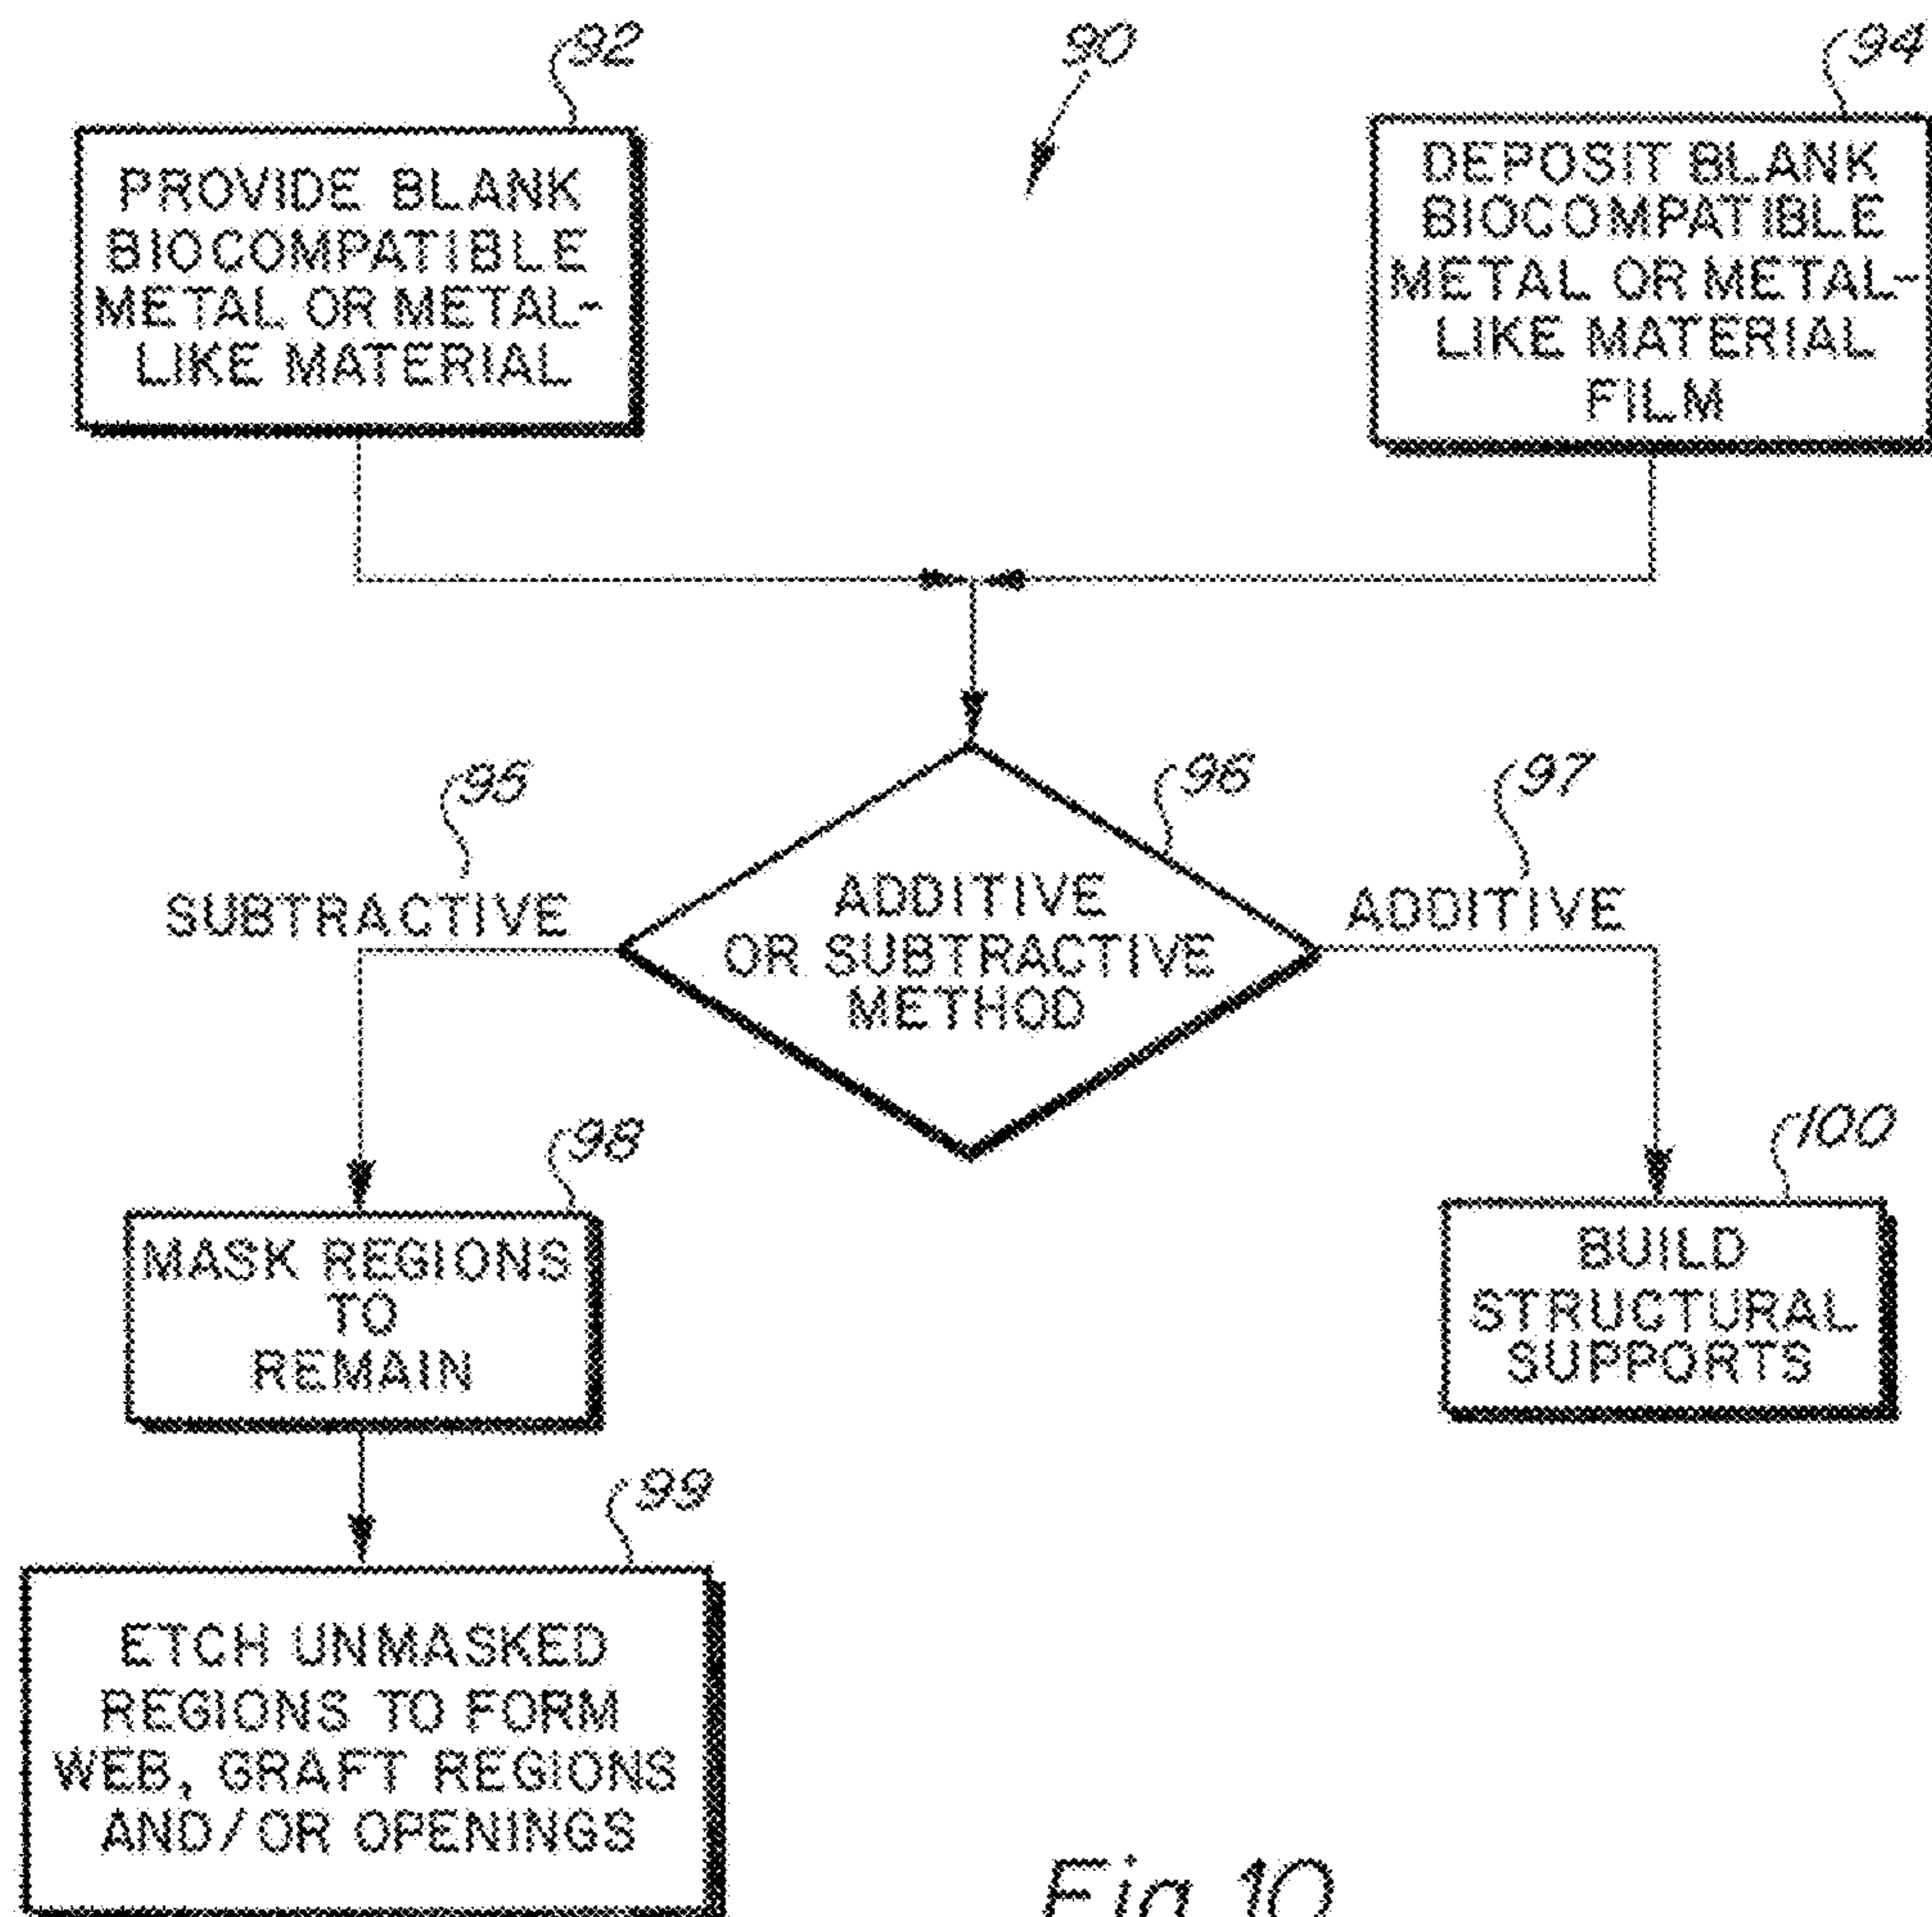 92
90
94
PROVIDE BLANK
BIOCOMPATIBLE
METAL OR METAL-
LIKE MATERIAL
DEPOSIT BLANK
BIOCOMPATIBLE
METAL OR METAL-
LIKE MATERIAL
FILM
95
96
97
SUBTRACTIVE
ADDITIVE
OR SUBTRACTIVE
METHOD
ADDITIVE
98
100
MASK REGIONS
TO
REMAIN
BUILD
STRUCTURAL
SUPPORTS
99
ETCH UNMASKED
REGIONS TO FORM
WEB, GRAFT REGIONS
AND/OR OPENINGS
Fig. 10